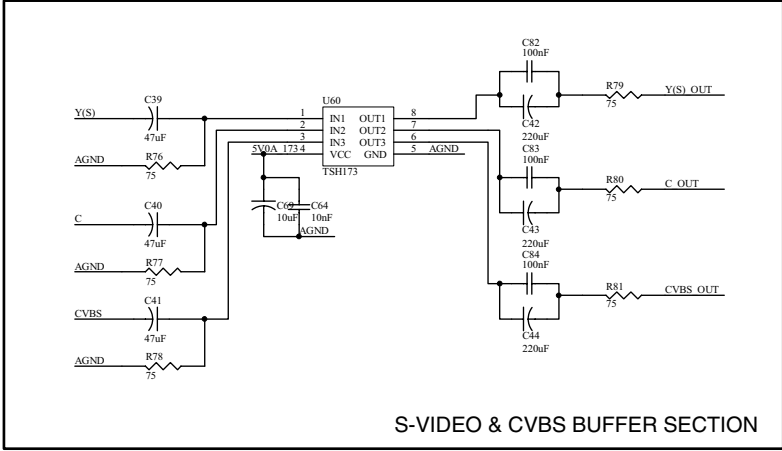 C82
100nF
R79
Y(S)_OUT
75
C42
220uF
C39
Y(S)
47uF
AGND
R76
75
U60
1 IN1 OUT1 8
2 IN2 OUT2 7
3 IN3 OUT3 6
5V0A_173 4 VCC GND 5 AGND
TSH173
C83
100nF
R80
C_OUT
75
C43
220uF
C69
10uF
C64
10nF
AGND
C40
C
47uF
AGND
R77
75
C84
100nF
R81
CVBS_OUT
75
C44
220uF
C41
CVBS
47uF
AGND
R78
75
S-VIDEO & CVBS BUFFER SECTION